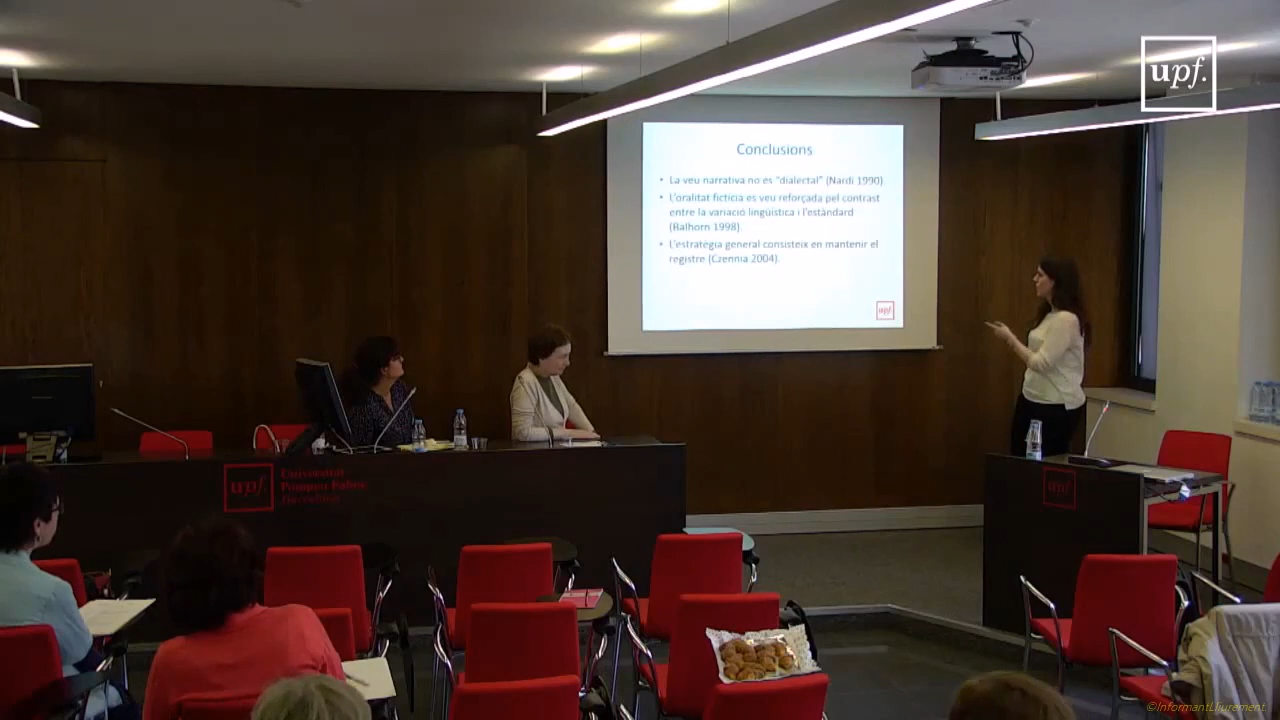 upf.
Conclusions
• La veu narrativa no és "dialectal" (Nardi 1990).
• L'oralitat fictícia es veu reforçada pel contrast
entre la variació lingüística i l'estàndard
(Ralhorn 1998)
• L'estratègia general consisteix en mantenir el
registre (Czennia 2004).
upf.
upf.
Universitat
Pompeu Fabra
Barcelona
upf.
©InformantLliurement